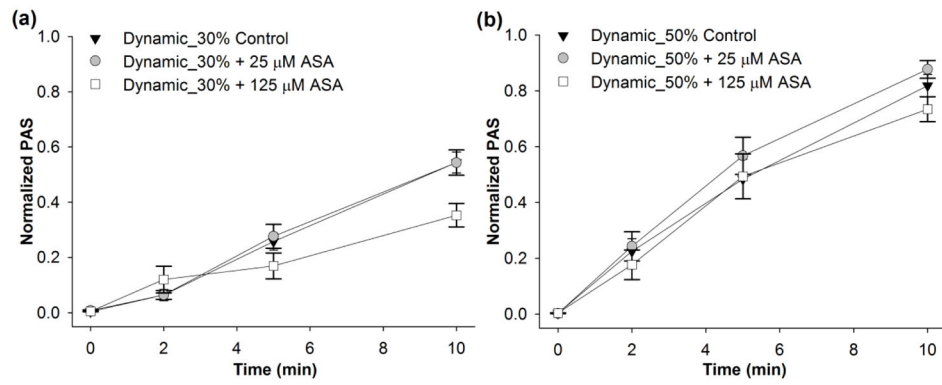 (a)
Dynamic_30% Control
Dynamic_30% + 25 μM ASA
Dynamic_30% + 125 μM ASA
Normalized PAS
1.0
0.8
0.6
0.4
0.2
0.0
0 2 4 6 8 10
Time (min)
(b)
Dynamic_50% Control
Dynamic_50% + 25 μM ASA
Dynamic_50% + 125 μM ASA
Normalized PAS
1.0
0.8
0.6
0.4
0.2
0.0
0 2 4 6 8 10
Time (min)